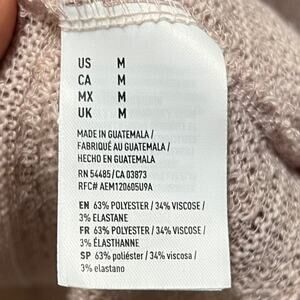 US M
CA M
MX M
UK M
MADE IN GUATEMALA /
FABRIQUÉ AU GUATEMALA /
HECHO EN GUATEMALA
RN 54485/CA 03873
RFC# AEM120605U9A
EN 63% POLYESTER / 34% VISCOSE /
3% ELASTANE
FR 63% POLYESTER / 34% VISCOSE /
3% ÉLASTHANNE
SP 63% poliéster / 34% viscosa /
3% elastano